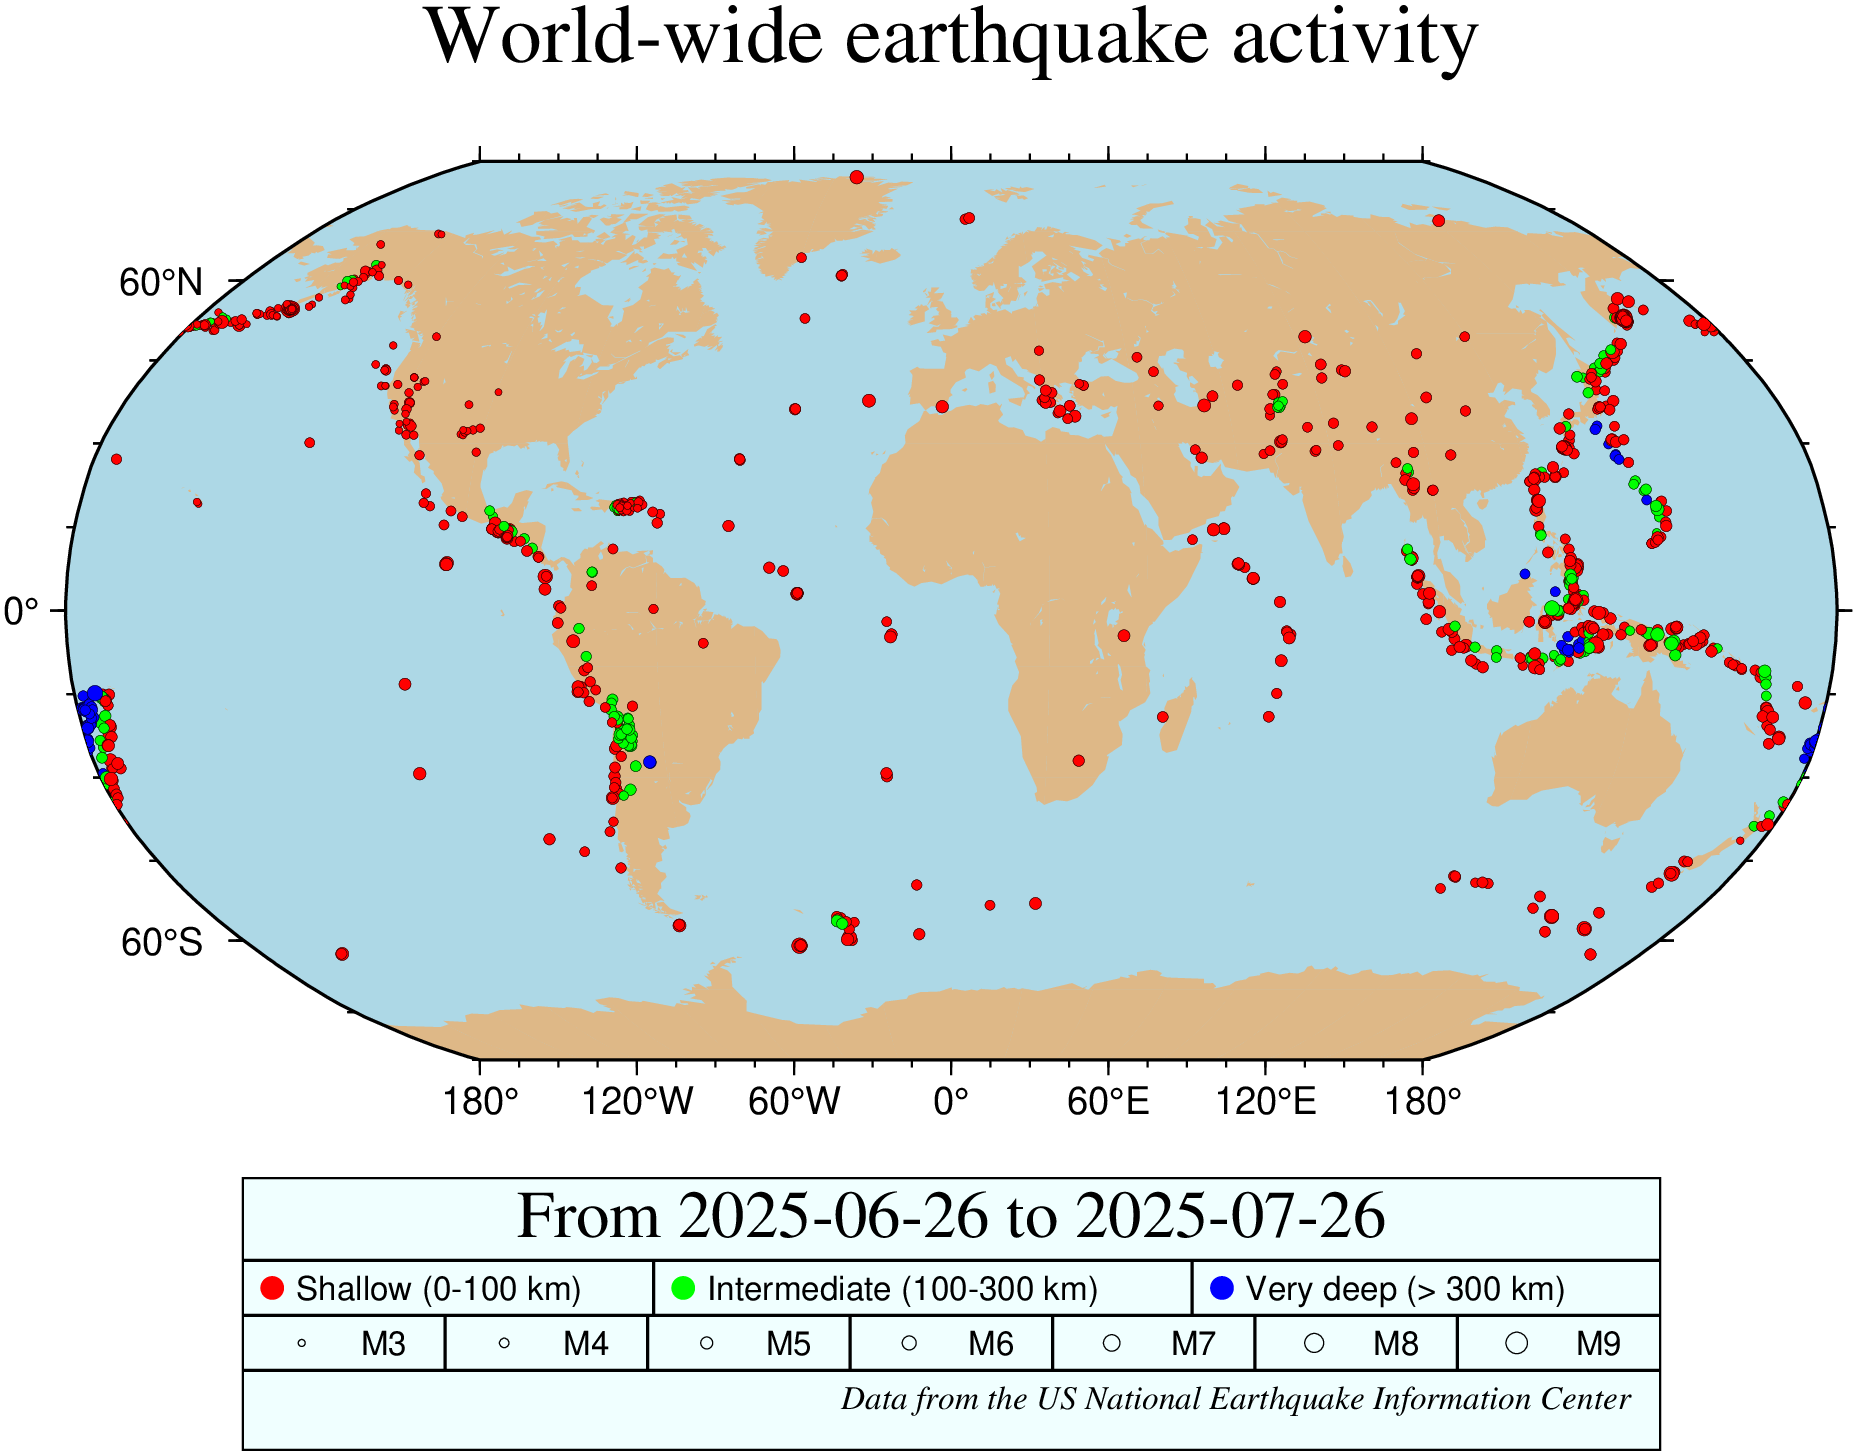 World-wide earthquake activity
60°N
0°
60°S
180° 120°W 60°W 0° 60°E 120°E 180°
From 2025-06-26 to 2025-07-26
Shallow (0-100 km) Intermediate (100-300 km) Very deep (> 300 km)
M3 M4 M5 M6 M7 M8 M9
Data from the US National Earthquake Information Center